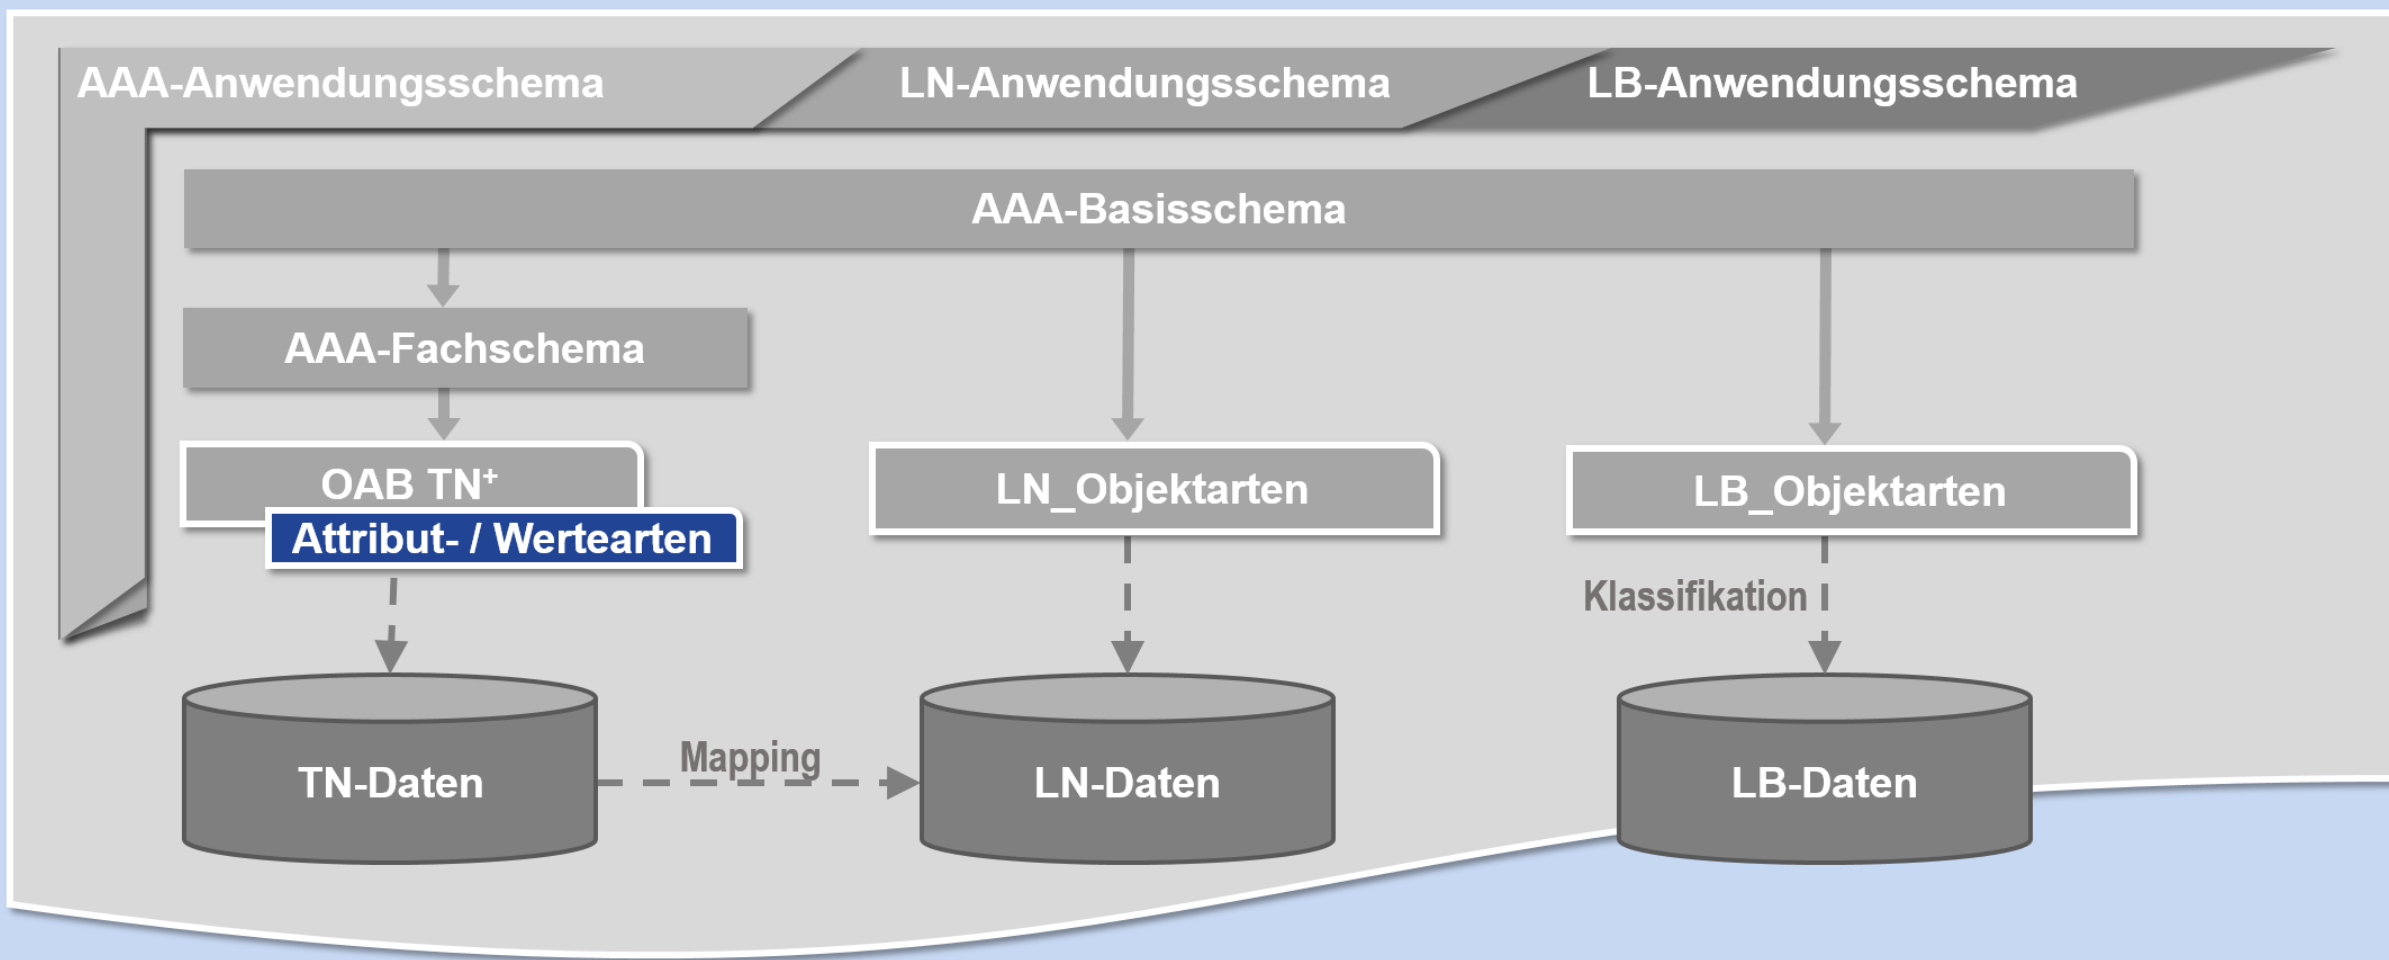 AAA-Anwendungsschema
LN-Anwendungsschema
LB-Anwendungsschema
AAA-Basisschema
AAA-Fachschema
OAB TN⁺
Attribut- / Wertearten
LN_Objektarten
LB_Objektarten
Klassifikation
TN-Daten
Mapping
LN-Daten
LB-Daten